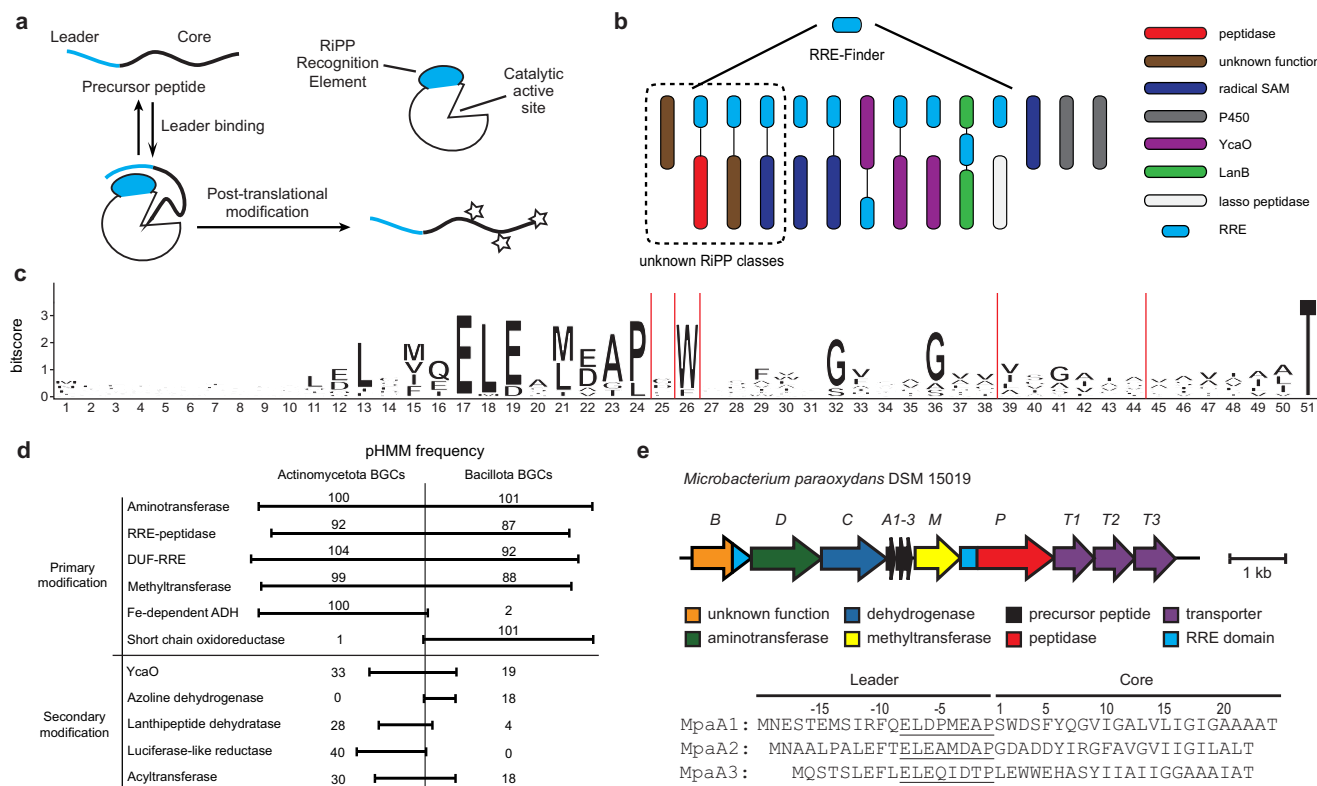 a
Leader
Core
Precursor peptide
Leader binding
RiPP
Recognition
Element
Catalytic
active
site
Post-translational
modification
b
RRE-Finder
unknown RiPP classes
peptidase
unknown function
radical SAM
P450
YcaO
LanB
lasso peptidase
RRE
c
bitscore
3
2
1
0
1 2 3 4 5 6 7 8 9 10 11 12 13 14 15 16 17 18 19 20 21 22 23 24 25 26 27 28 29 30 31 32 33 34 35 36 37 38 39 40 41 42 43 44 45 46 47 48 49 50 51
d
pHMM frequency
Actinomycetota BGCs
Bacillota BGCs
Primary
modification
Aminotransferase 100 101
RRE-peptidase 92 87
DUF-RRE 104 92
Methyltransferase 99 88
Fe-dependent ADH 100 2
Short chain oxidoreductase 1 101
Secondary
modification
YcaO 33 19
Azoline dehydrogenase 0 18
Lanthipeptide dehydratase 28 4
Luciferase-like reductase 40 0
Acyltransferase 30 18
e
Microbacterium paraoxydans DSM 15019
B D C A1-3 M P T1 T2 T3
1 kb
unknown function
dehydrogenase
precursor peptide
transporter
aminotransferase
methyltransferase
peptidase
RRE domain
Leader
Core
-15 -10 -5 1 5 10 15 20
MpaA1: MNESTEMSIRFQELDPMEAPSWDSFYQGVIGALVLIGIGAAAT
MpaA2: MNAALPALEFTELEAMDAPGDADDYIRGFAVGVIIGILALT
MpaA3: MQSTSLEFLELEQIDTPLEWWEHASYIIAIIGGAAAIAT